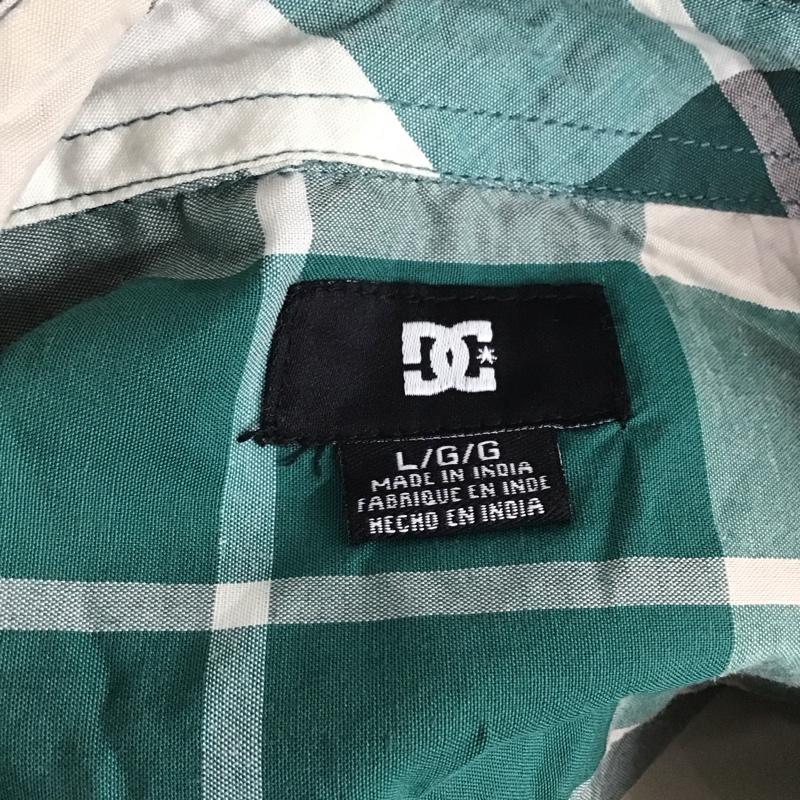 DC*
L/G/G
MADE IN INDIA
FABRIQUE EN INDE
HECHO EN INDIA